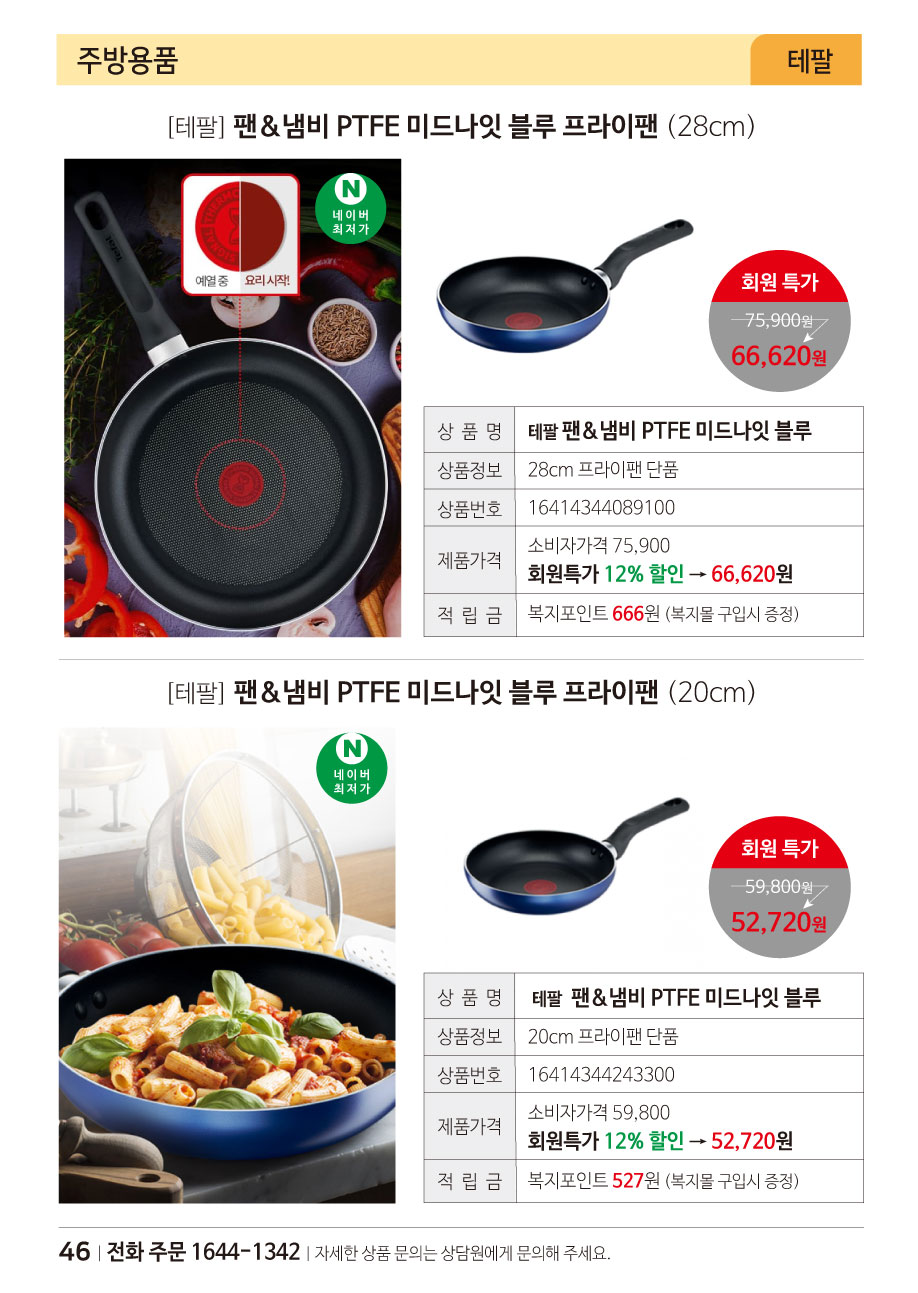 주방용품
테팔
[테팔] 팬&냄비 PTFE 미드나잇 블루 프라이팬 (28cm)
예열 중
요리 시작!
N
네이버
최저가
Tefal
회원 특가
75,900원
66,620원
상 품 명 테팔 팬&냄비 PTFE 미드나잇 블루
상품정보 28cm 프라이팬 단품
상품번호 16414344089100
제품가격 소비자가격 75,900
회원특가 12% 할인 → 66,620원
적 립 금 복지포인트 666원 (복지몰 구입시 증정)
[테팔] 팬&냄비 PTFE 미드나잇 블루 프라이팬 (20cm)
N
네이버
최저가
회원 특가
59,800원
52,720원
상 품 명 테팔 팬&냄비 PTFE 미드나잇 블루
상품정보 20cm 프라이팬 단품
상품번호 16414344243300
제품가격 소비자가격 59,800
회원특가 12% 할인 → 52,720원
적 립 금 복지포인트 527원 (복지몰 구입시 증정)
46 | 전화 주문 1644-1342 | 자세한 상품 문의는 상담원에게 문의해 주세요.